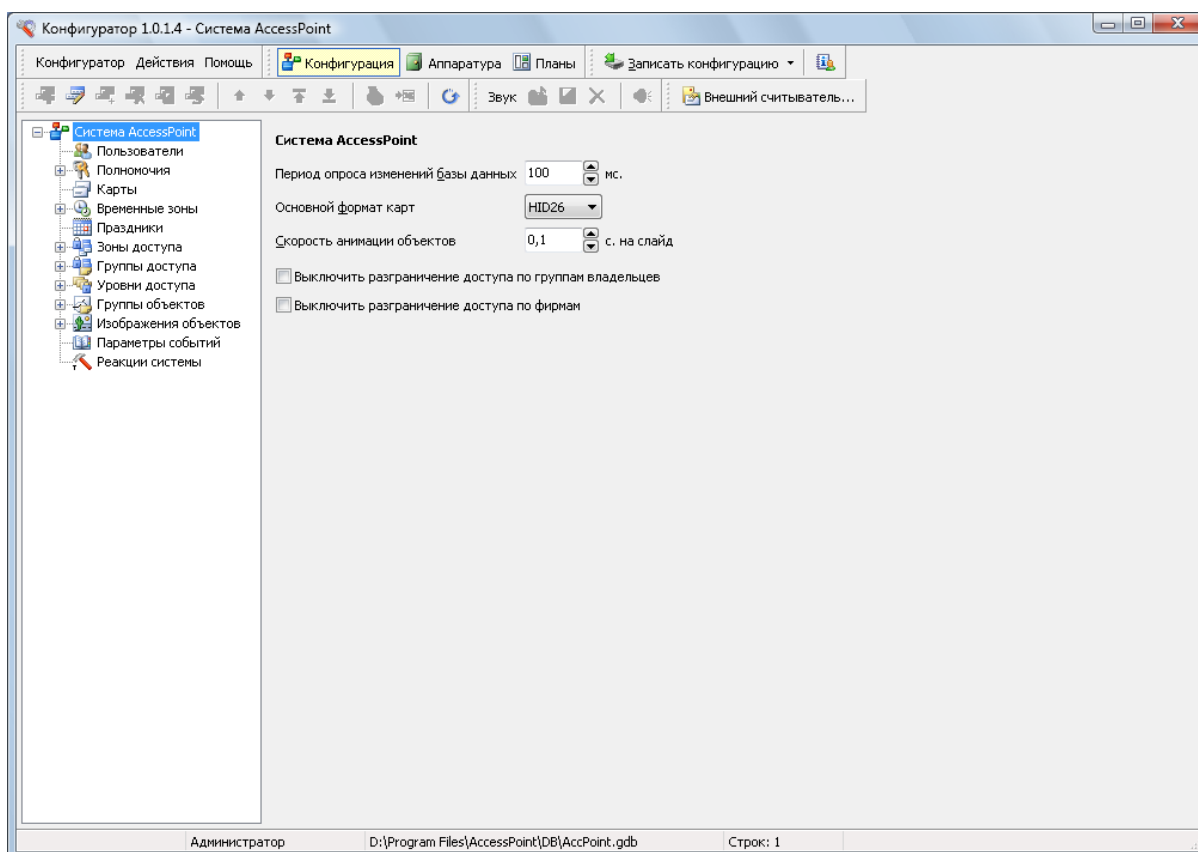 Конфигуратор 1.0.1.4 - Система AccessPoint
Конфигуратор Действия Помощь Конфигурация Аппаратура Планы Записать конфигурацию
Звук Внешний считыватель...
Система AccessPoint
Пользователи
Полномочия
Карты
Временные зоны
Праздники
Зоны доступа
Группы доступа
Уровни доступа
Группы объектов
Изображения объектов
Параметры событий
Реакции системы
Система AccessPoint
Период опроса изменений базы данных 100 мс.
Основной формат карт HID26
Скорость анимации объектов 0,1 с. на слайд
Выключить разграничение доступа по группам владельцев
Выключить разграничение доступа по фирмам
Администратор D:\Program Files\AccessPoint\DB\AccPoint.gdb Строк: 1